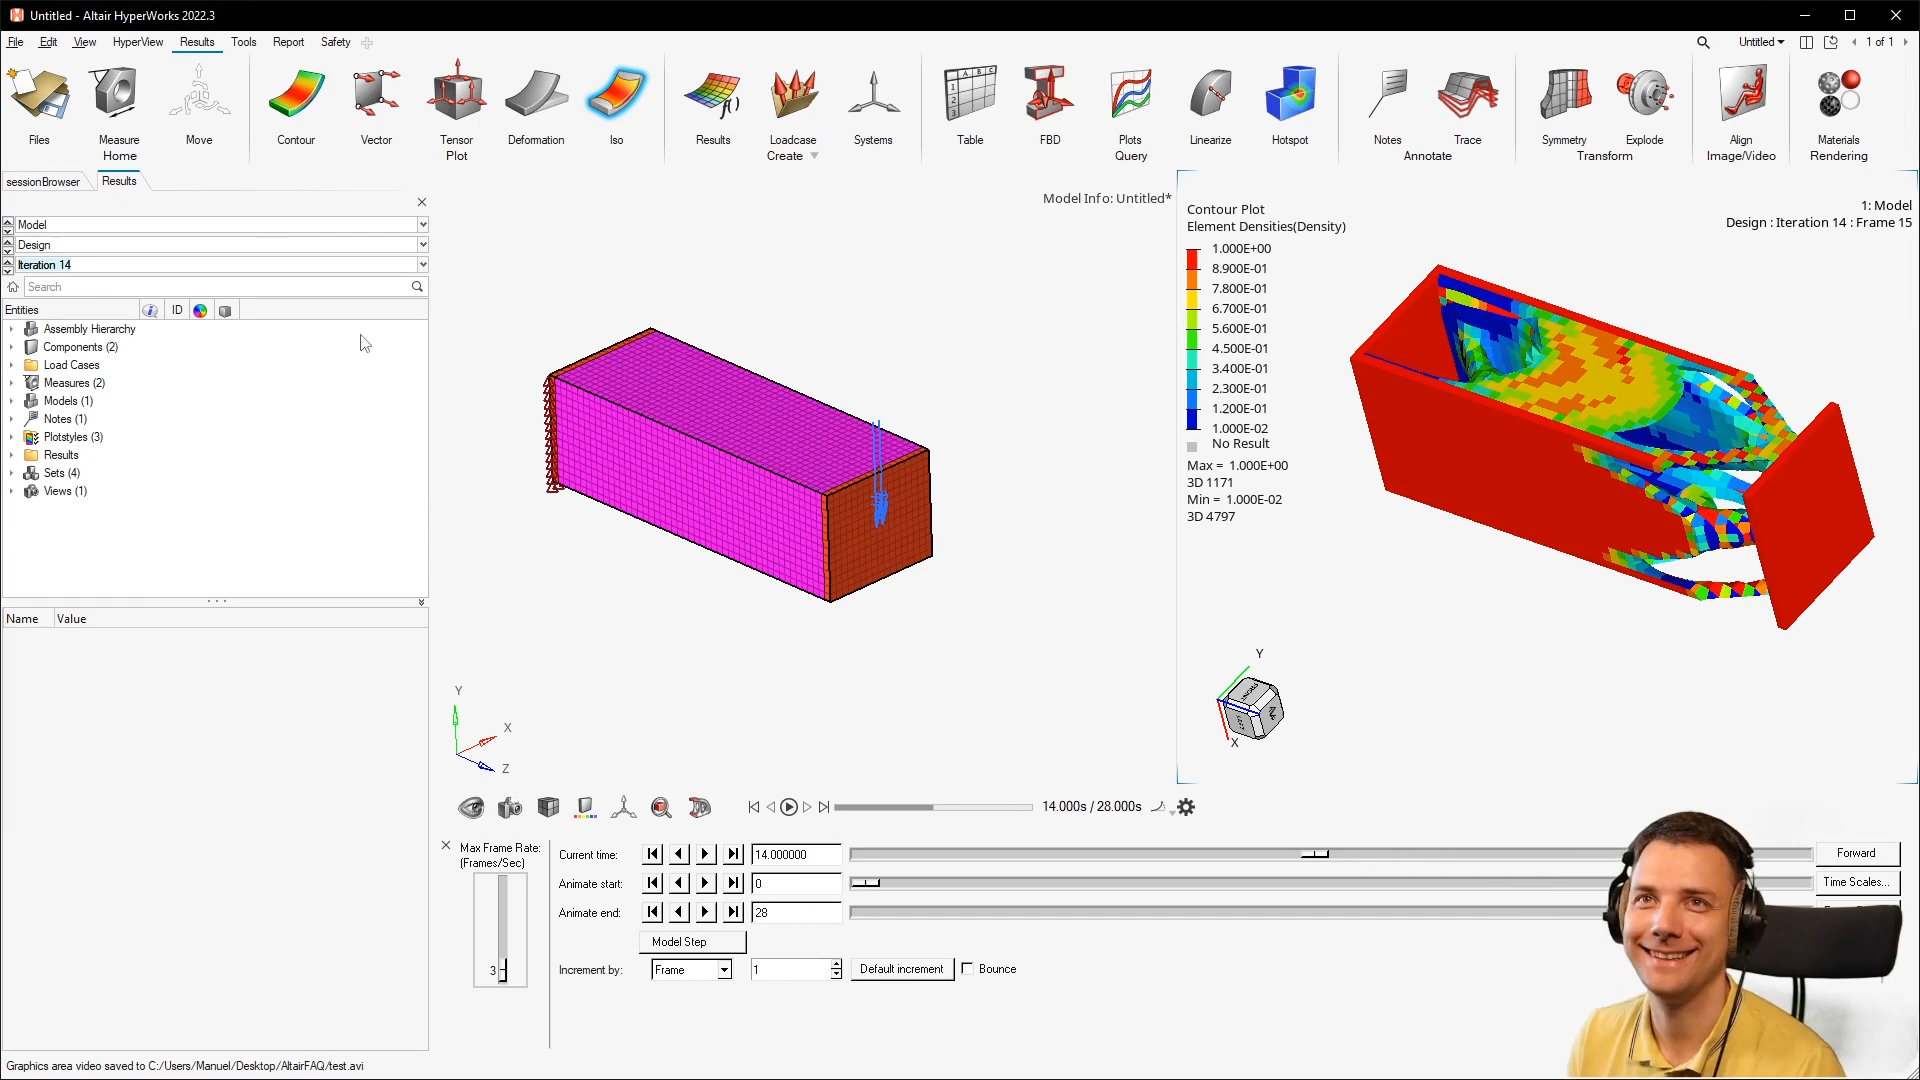 Untitled - Altair HyperWorks 2022.3
File Edit View HyperView Results Tools Report Safety
Untitled 1 of 1
Files Measure Move Contour Vector Tensor Deformation Iso Results Loadcase Systems Table FBD Plots Linearize Hotspot Notes Trace Symmetry Explode Align Materials
Home Plot Create Query Annotate Transform Image/Video Rendering
sessionBrowser Results
Model
Design
Iteration 14
Search
Entities ID
Assembly Hierarchy
Components (2)
Load Cases
Measures (2)
Models (1)
Notes (1)
Plotstyles (3)
Results
Sets (4)
Views (1)
Name Value
Model Info: Untitled*
Y
X
Z
Contour Plot
Element Densities(Density)
1.000E+00
8.900E-01
7.800E-01
6.700E-01
5.600E-01
4.500E-01
3.400E-01
2.300E-01
1.200E-01
1.000E-02
No Result
Max = 1.000E+00
3D 1171
Min = 1.000E-02
3D 4797
1: Model
Design : Iteration 14 : Frame 15
Y
FRONT
LEFT
X
14.000s / 28.000s
Max Frame Rate:
(Frames/Sec)
3
Current time: 14.000000 Forward
Animate start: 0 Time Scales...
Animate end: 28
Model Step
Increment by: Frame 1 Default increment Bounce
Graphics area video saved to C:/Users/Manuel/Desktop/AltairFAQ/test.avi